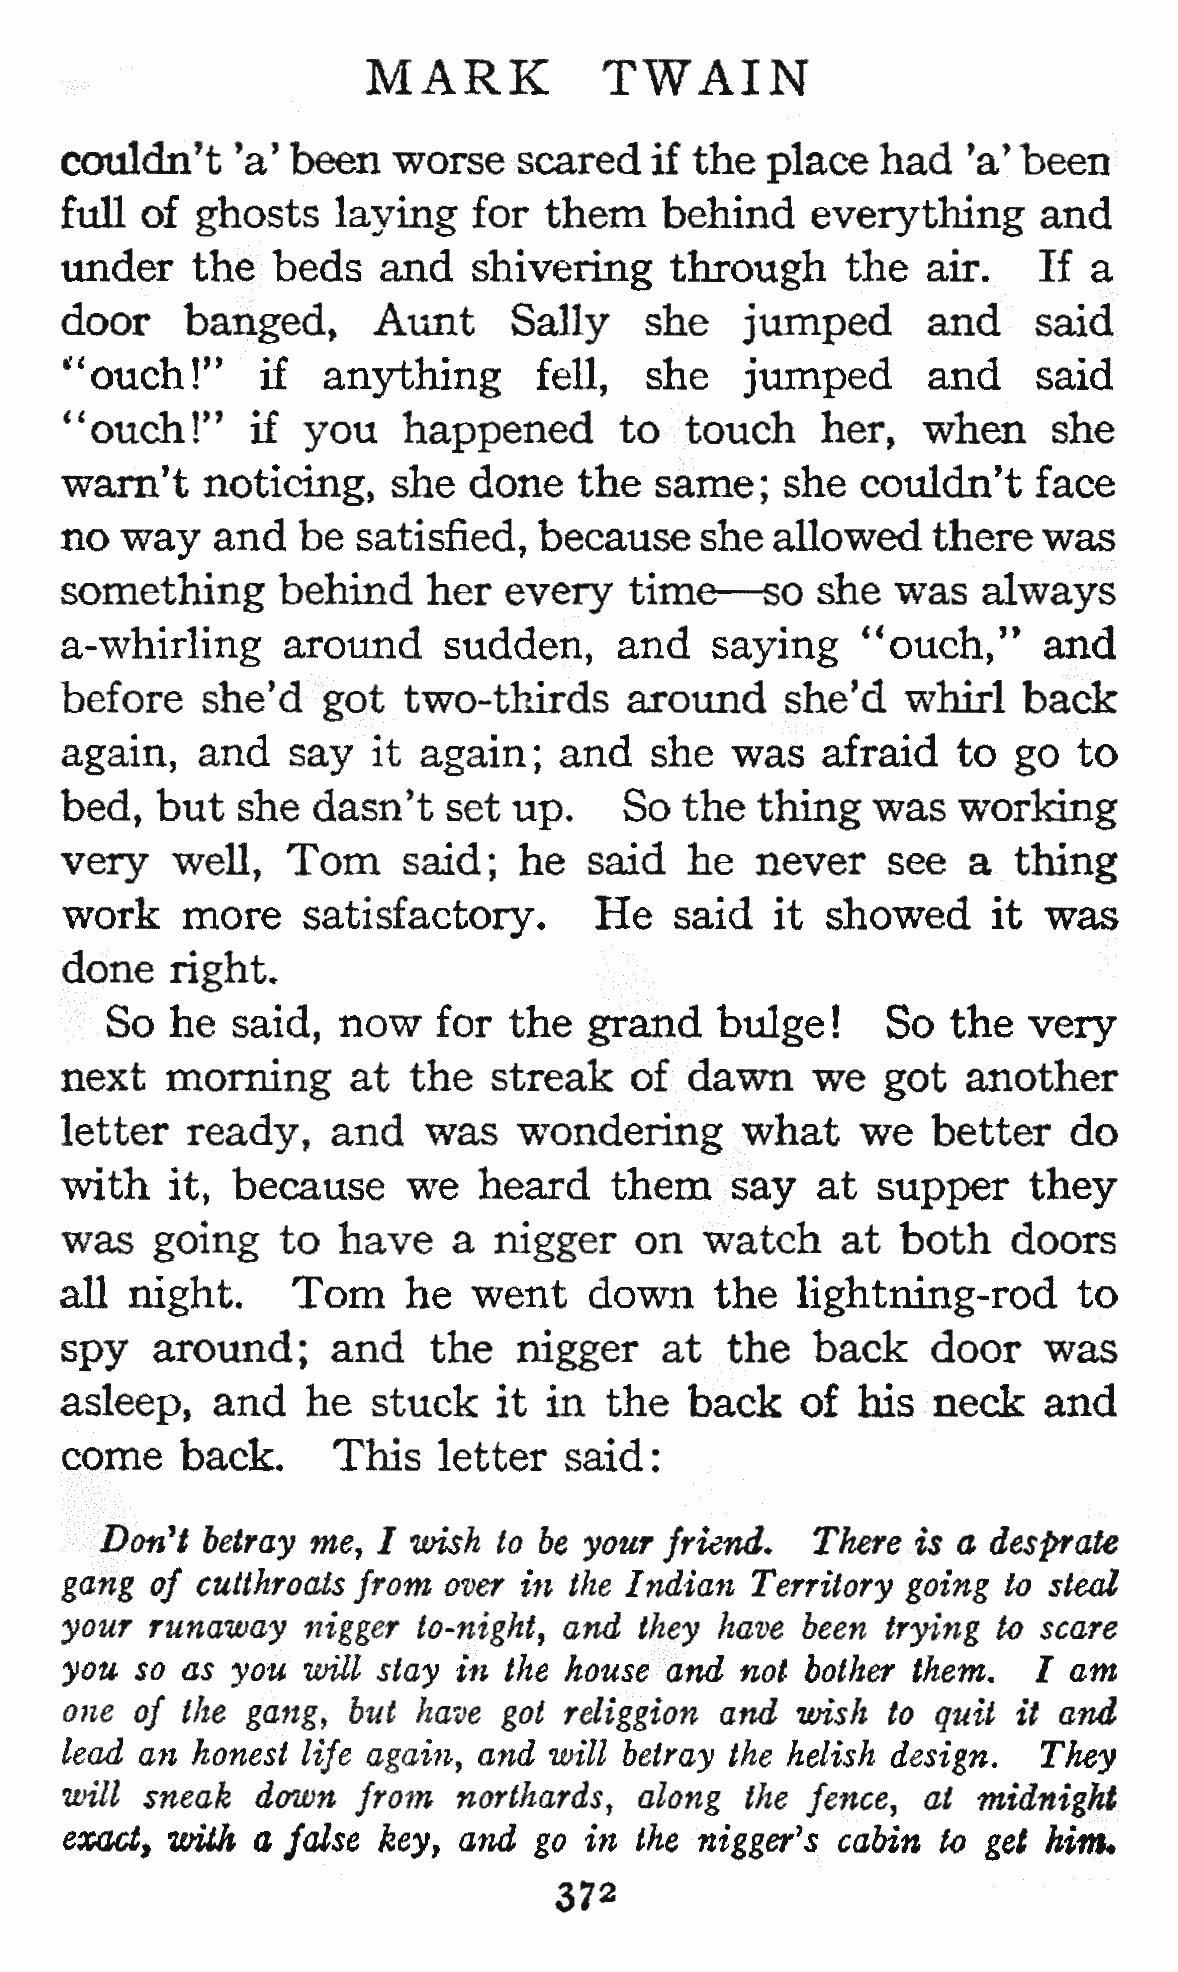 MARK TWAIN
couldn't 'a' been worse scared if the place had 'a' been
full of ghosts laying for them behind everything and
under the beds and shivering through the air. If a
door banged, Aunt Sally she jumped and said
"ouch!" if anything fell, she jumped and said
"ouch!" if you happened to touch her, when she
warn't noticing, she done the same; she couldn't face
no way and be satisfied, because she allowed there was
something behind her every time—so she was always
a-whirling around sudden, and saying "ouch," and
before she'd got two-thirds around she'd whirl back
again, and say it again; and she was afraid to go to
bed, but she dasn't set up. So the thing was working
very well, Tom said; he said he never see a thing
work more satisfactory. He said it showed it was
done right.
So he said, now for the grand bulge! So the very
next morning at the streak of dawn we got another
letter ready, and was wondering what we better do
with it, because we heard them say at supper they
was going to have a nigger on watch at both doors
all night. Tom he went down the lightning-rod to
spy around; and the nigger at the back door was
asleep, and he stuck it in the back of his neck and
come back. This letter said:
Don't betray me, I wish to be your friend. There is a desprate
gang of cutthroats from over in the Indian Territory going to steal
your runaway nigger to-night, and they have been trying to scare
you so as you will stay in the house and not bother them. I am
one of the gang, but have got religgion and wish to quit it and
lead an honest life again, and will betray the helish design. They
will sneak down from northards, along the fence, at midnight
exact, with a false key, and go in the nigger's cabin to get him.
372